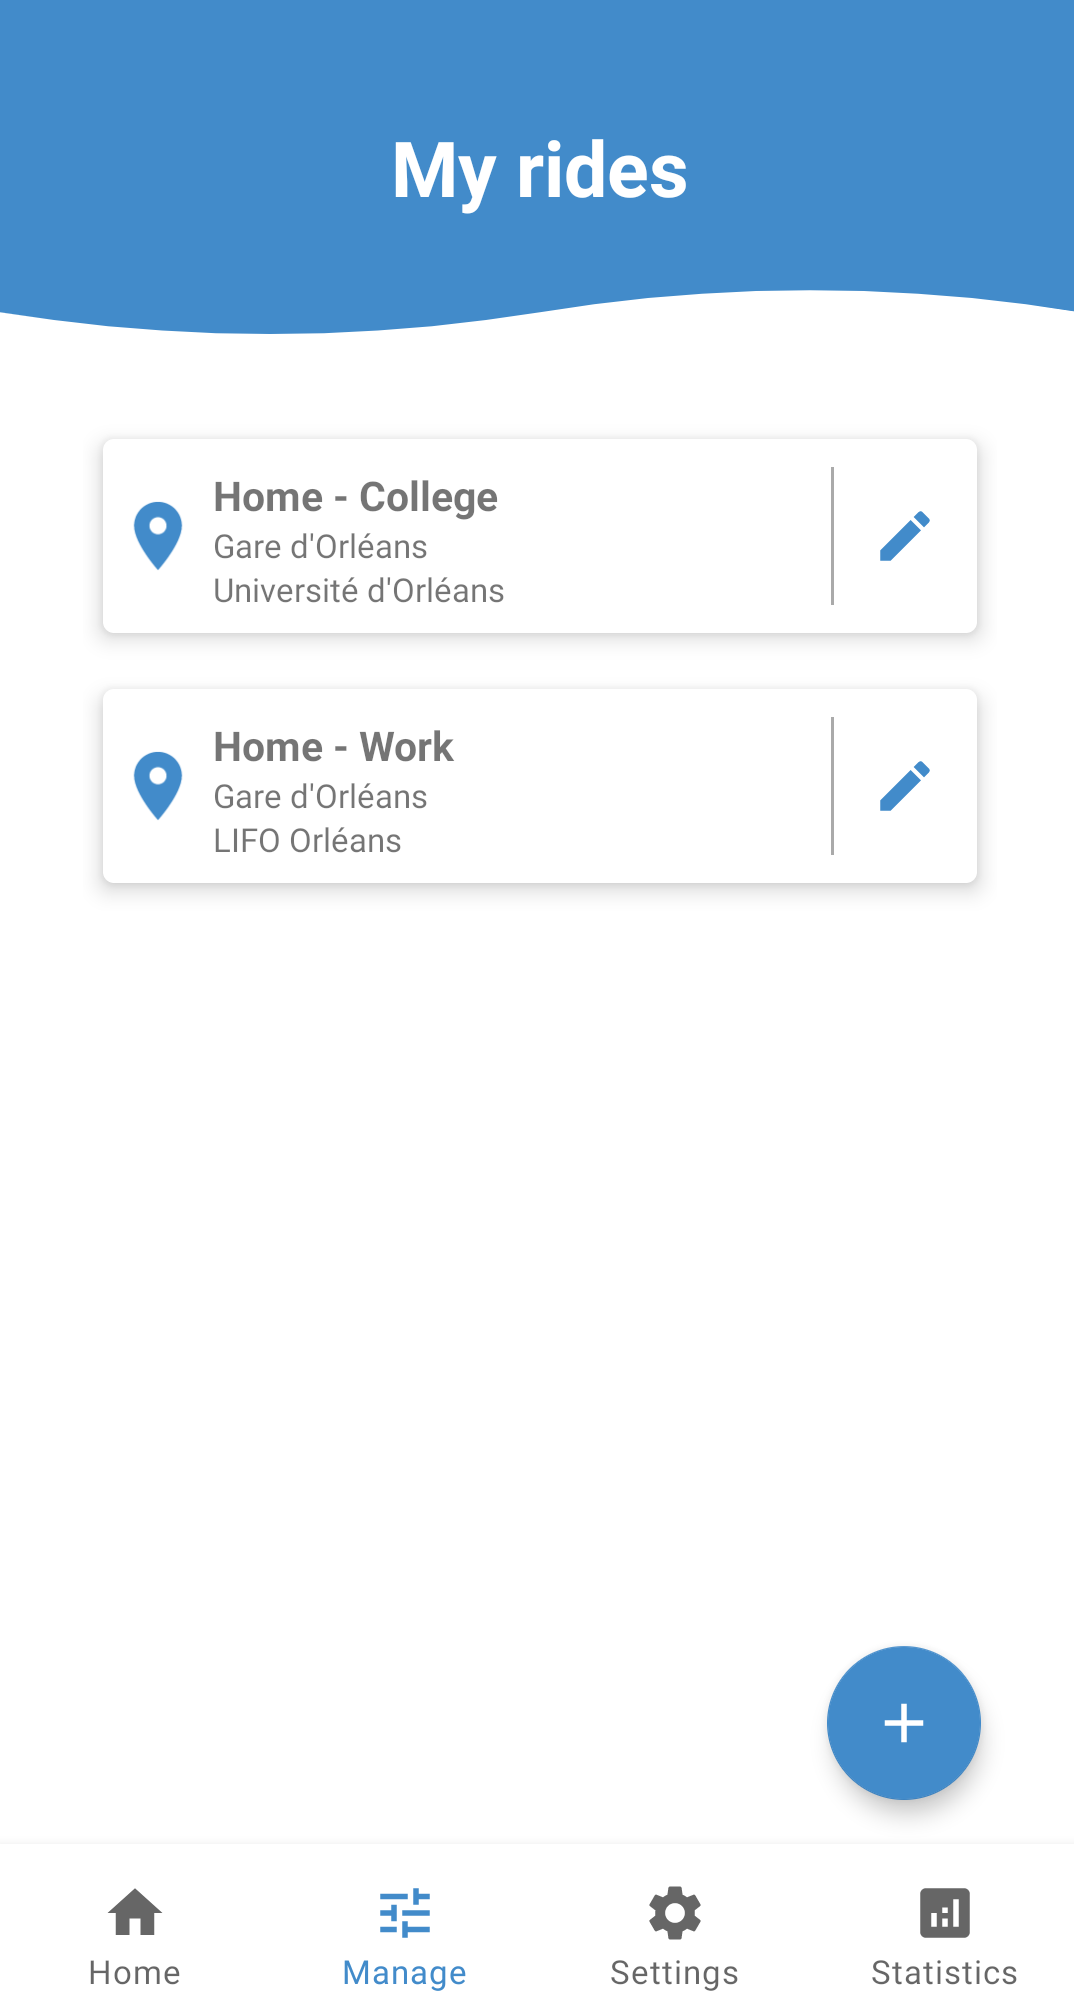 My rides
Home - College
Gare d'Orléans
Université d'Orléans
Home - Work
Gare d'Orléans
LIFO Orléans
Home
Manage
Settings
Statistics